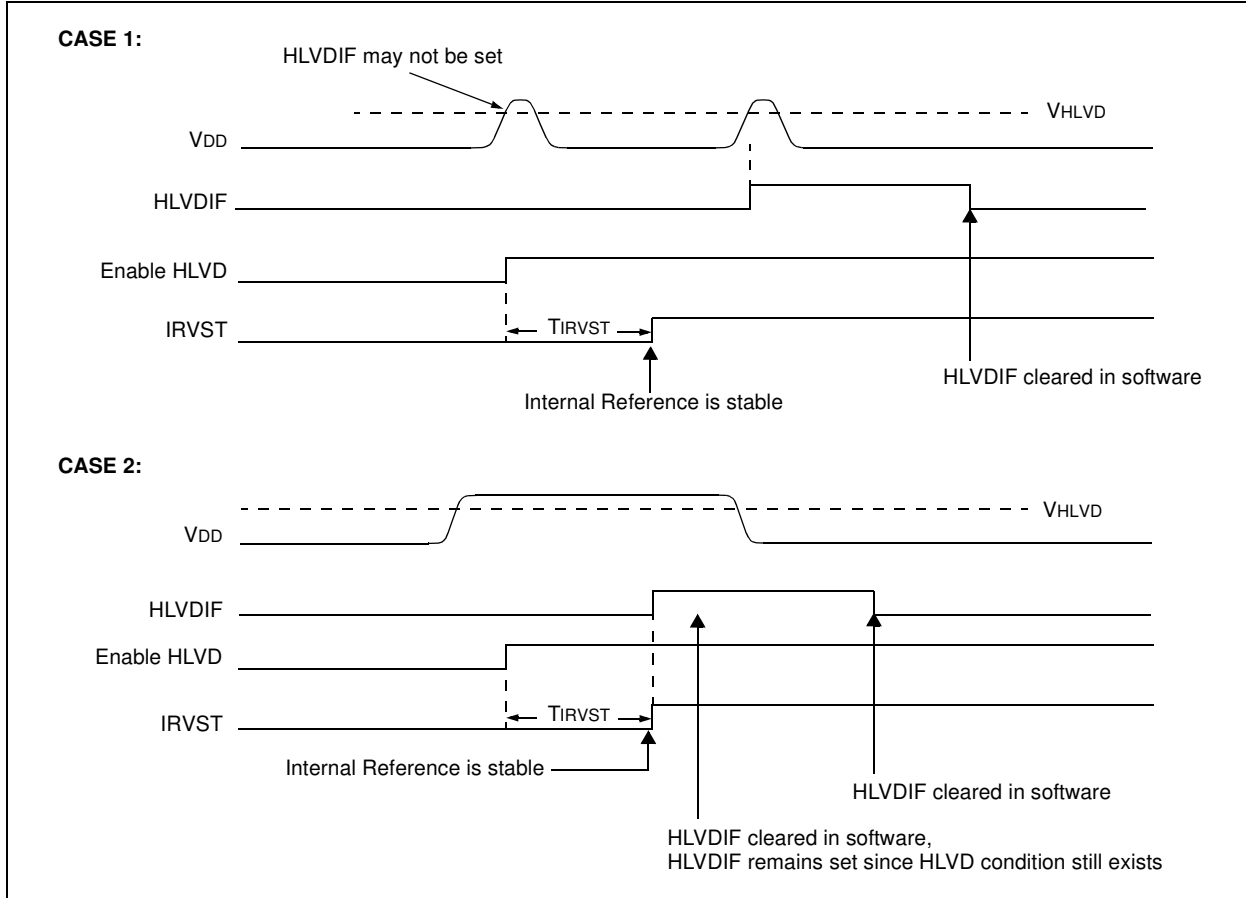 CASE 1:
HLVDIF may not be set
VHLVD
VDD
HLVDIF
Enable HLVD
TIRVST
IRVST
HLVDIF cleared in software
Internal Reference is stable
CASE 2:
VHLVD
VDD
HLVDIF
Enable HLVD
TIRVST
IRVST
Internal Reference is stable
HLVDIF cleared in software
HLVDIF cleared in software,
HLVDIF remains set since HLVD condition still exists